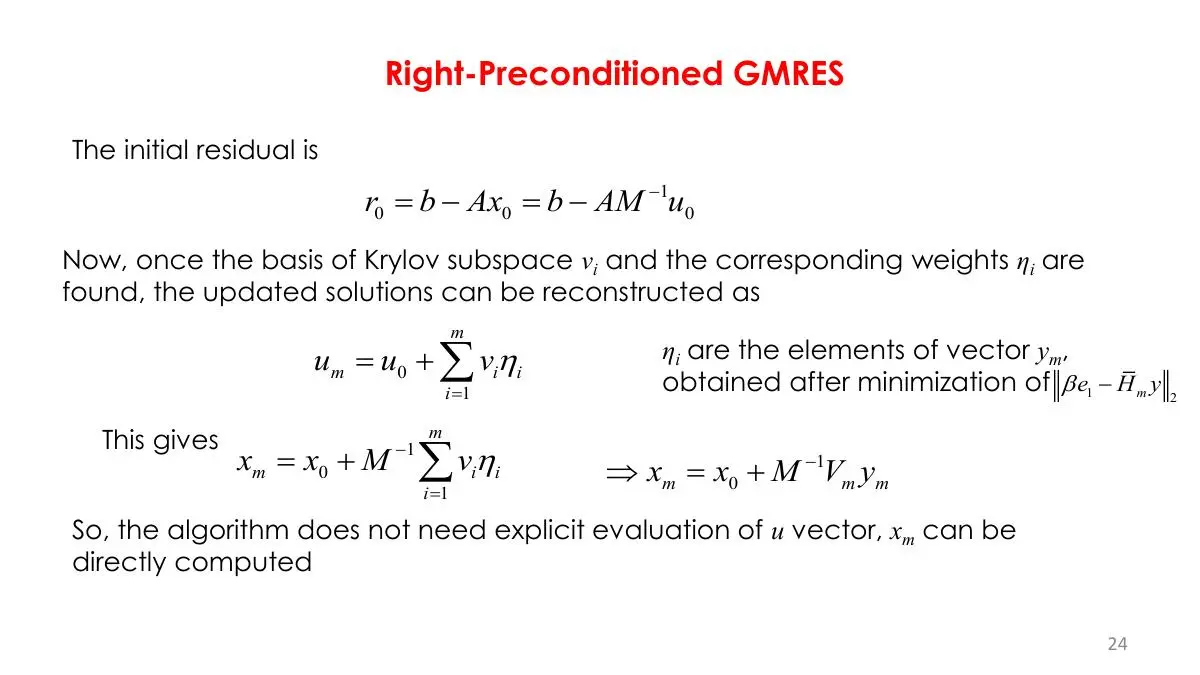 Right-Preconditioned GMRES
The initial residual is
r₀ = b − Ax₀ = b − AM⁻¹u₀
Now, once the basis of Krylov subspace vᵢ and the corresponding weights ηᵢ are
found, the updated solutions can be reconstructed as
uₘ = u₀ + ∑ᵢ₌₁ᵐ vᵢηᵢ
ηᵢ are the elements of vector yₘ,
obtained after minimization of ‖βe₁ − H̅ₘy‖₂
This gives
xₘ = x₀ + M⁻¹ ∑ᵢ₌₁ᵐ vᵢηᵢ
⇒ xₘ = x₀ + M⁻¹Vₘyₘ
So, the algorithm does not need explicit evaluation of u vector, xₘ can be
directly computed
24